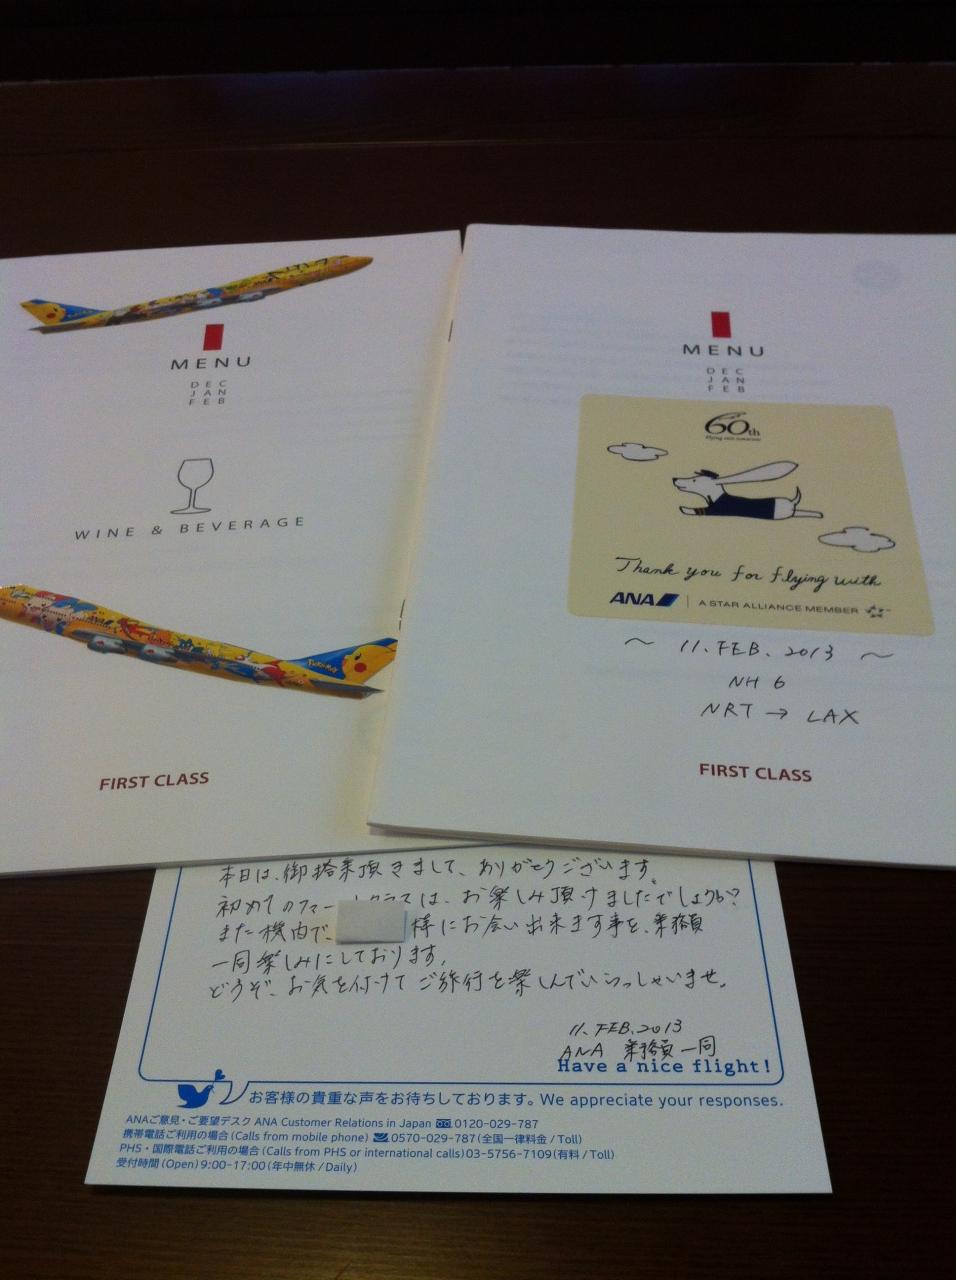 MENU
DEC
JAN
FEB
WINE & BEVERAGE
FIRST CLASS
MENU
DEC
JAN
FEB
60th
Thank you for flying with
ANA A STAR ALLIANCE MEMBER
~ 11. FEB. 2013 ~
NH 6
NRT → LAX
FIRST CLASS
本日は、御搭乗頂きまして、ありがとうございます。
初めてのファーストクラスは、お楽しみ頂けましたでしょうか?
また機内で、様にお会い出来ます事を、乗務員
一同楽しみにしております。
どうぞ、お気を付けてご旅行を楽しんでいらっしゃいませ。
11. FEB. 2013
ANA 乗務員一同
Have a nice flight!
お客様の貴重な声をお待ちしております。We appreciate your responses.
ANAご意見・ご要望デスク ANA Customer Relations in Japan 0120-029-787
携帯電話ご利用の場合(Calls from mobile phone) 0570-029-787(全国一律料金/Toll)
PHS・国際電話ご利用の場合(Calls from PHS or international calls)03-5756-7109(有料/Toll)
受付時間(Open)9:00-17:00(年中無休/Daily)